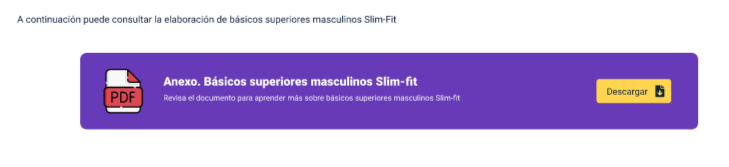 A continuación puede consultar la elaboración de básicos superiores masculinos Slim-Fit
PDF
Anexo. Básicos superiores masculinos Slim-fit
Revisa el documento para aprender más sobre básicos superiores masculinos Slim-fit
Descargar